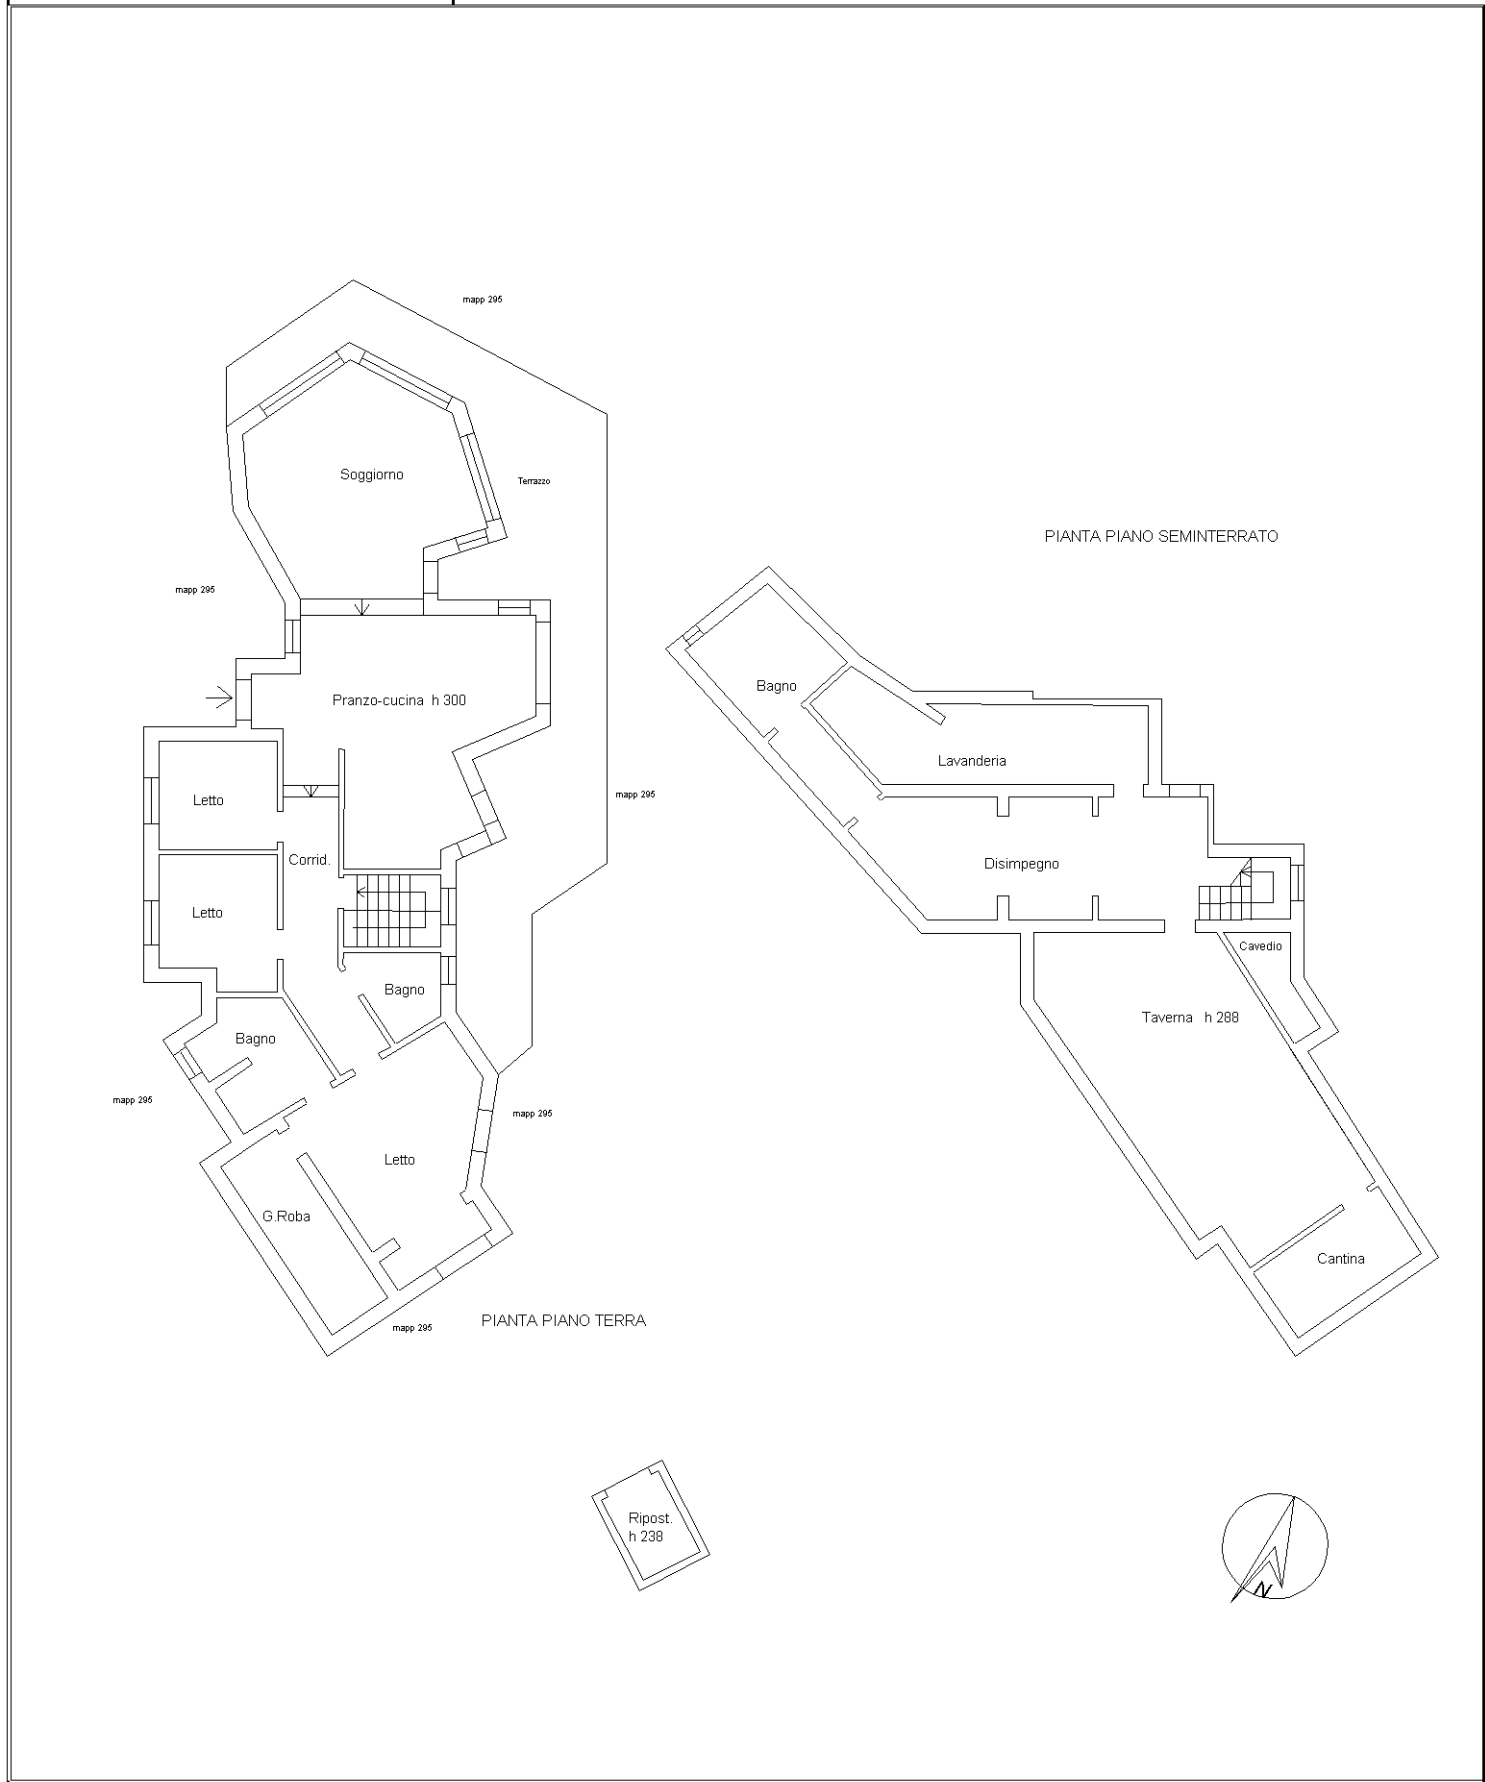 mapp 295
Soggiorno
Terrazzo
mapp 295
Pranzo-cucina h 300
mapp 295
Letto
Corrid.
Letto
Bagno
Bagno
mapp 295
mapp 295
Letto
G.Roba
mapp 295
PIANTA PIANO TERRA
PIANTA PIANO SEMINTERRATO
Bagno
Lavanderia
Disimpegno
Cavedio
Taverna h 288
Cantina
Ripost.
h 238
N